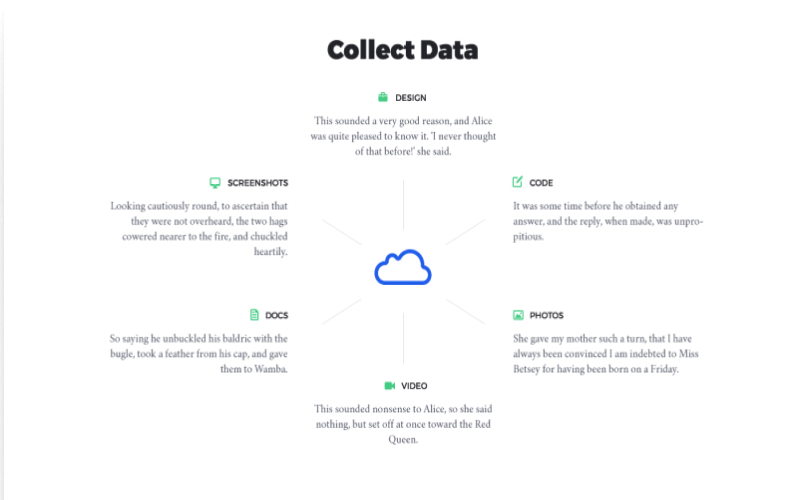 Collect Data
DESIGN
This sounded a very good reason, and Alice
was quite pleased to know it. 'I never thought
of that before!' she said.
SCREENSHOTS
Looking cautiously round, to ascertain that
they were not overheard, the two hags
cowered nearer to the fire, and chuckled
heartily.
CODE
It was some time before he obtained any
answer, and the reply, when made, was unpro-
pitious.
DOCS
So saying he unbuckled his baldric with the
bugle, took a feather from his cap, and gave
them to Wamba.
PHOTOS
She gave my mother such a turn, that I have
always been convinced I am indebted to Miss
Betsey for having been born on a Friday.
VIDEO
This sounded nonsense to Alice, so she said
nothing, but set off at once toward the Red
Queen.